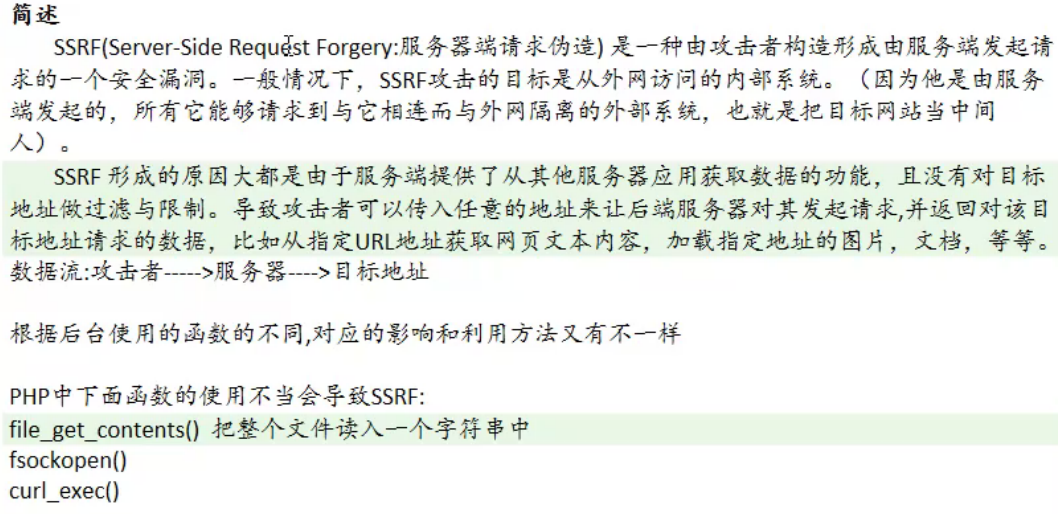 简述
SSRF(Server-Side Request Forgery:服务器端请求伪造) 是一种由攻击者构造形成由服务端发起请
求的一个安全漏洞。一般情况下，SSRF攻击的目标是从外网访问的内部系统。（因为他是由服务
端发起的，所有它能够请求到与它相连而与外网隔离的外部系统，也就是把目标网站当中间
人）。
SSRF 形成的原因大都是由于服务端提供了从其他服务器应用获取数据的功能，且没有对目标
地址做过滤与限制。导致攻击者可以传入任意的地址来让后端服务器对其发起请求,并返回对该目
标地址请求的数据，比如从指定URL地址获取网页文本内容，加载指定地址的图片，文档，等等。
数据流:攻击者----->服务器---->目标地址
根据后台使用的函数的不同,对应的影响和利用方法又有不一样
PHP中下面函数的使用不当会导致SSRF:
file_get_contents() 把整个文件读入一个字符串中
fsockopen()
curl_exec()